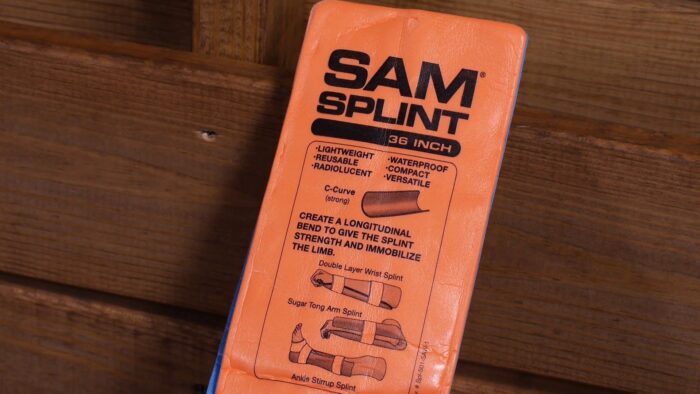 SAM®
SPLINT
36 INCH
·LIGHTWEIGHT
·REUSABLE
·RADIOLUCENT
·WATERPROOF
·COMPACT
·VERSATILE
C-Curve
(strong)
CREATE A LONGITUDINAL
BEND TO GIVE THE SPLINT
STRENGTH AND IMMOBILIZE
THE LIMB.
Double Layer Wrist Splint
Sugar Tong Arm Splint
Ankle Stirrup Splint